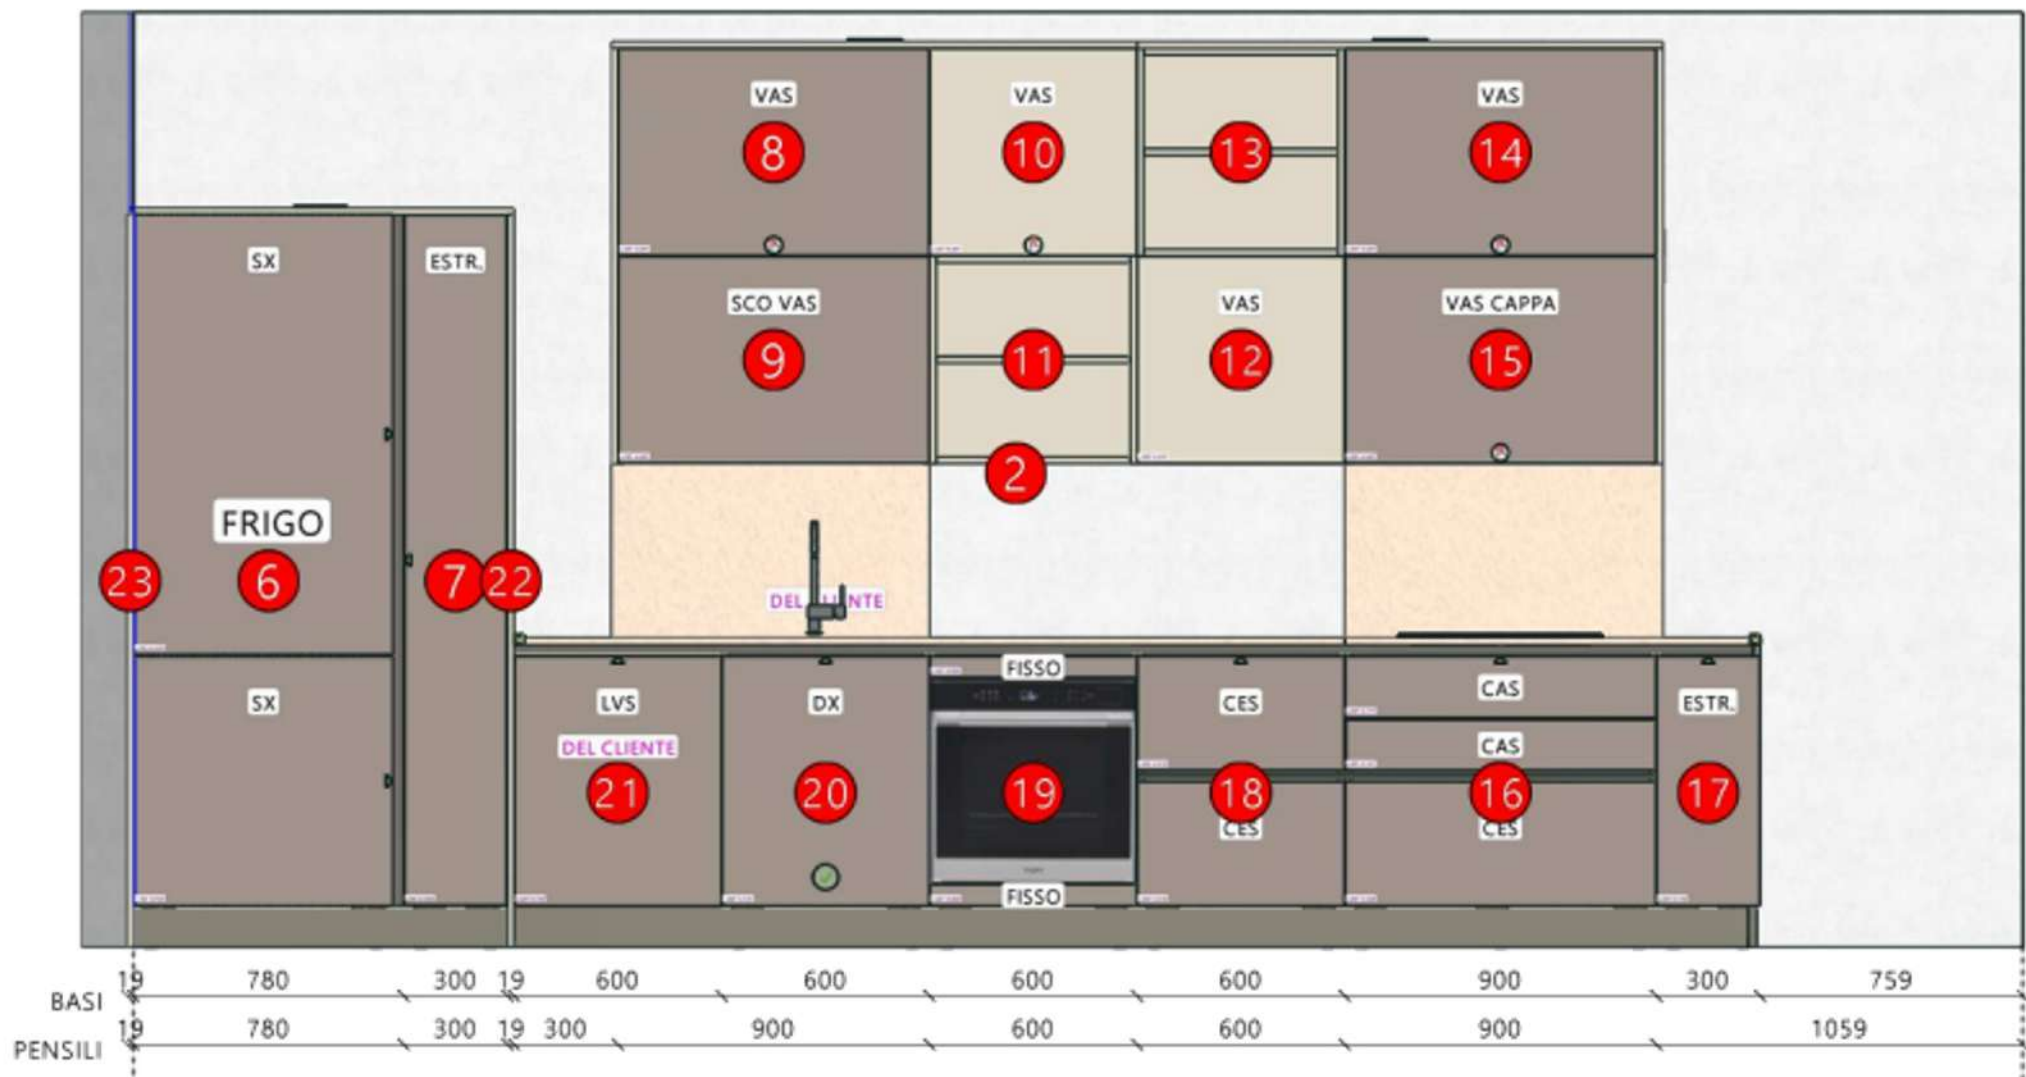 VAS
VAS
VAS
8
10
13
14
SX
ESTR.
SCO VAS
VAS
VAS CAPPA
9
11
12
15
2
FRIGO
23
6
7
22
DEL
NTE
FISSO
SX
LVS
DX
CES
CAS
ESTR.
DEL CLIENTE
CAS
21
20
19
18
16
17
CES
CES
FISSO
19 780 300 19 600 600 600 600 900 300 759
BASI
19 780 300 19 300 900 600 600 900 1059
PENSILI